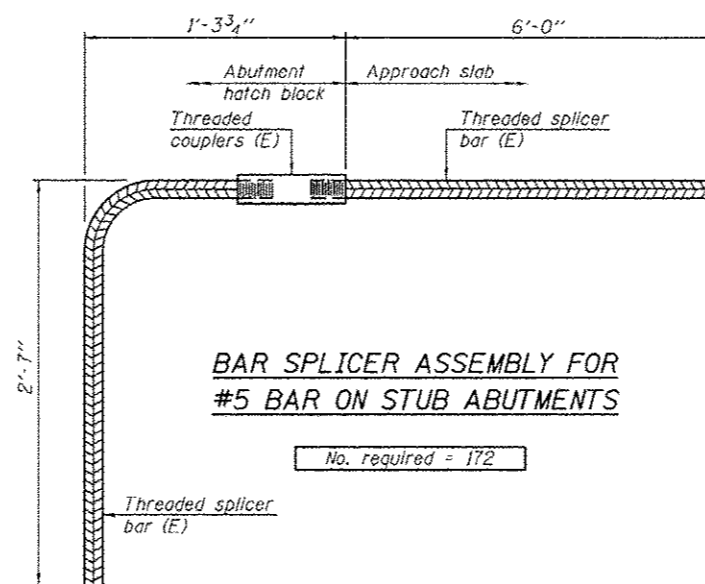 1'-3¾"
6'-0"
Abutment
hatch block
Approach slab
Threaded
couplers (E)
Threaded splicer
bar (E)
2'-7"
BAR SPLICER ASSEMBLY FOR
#5 BAR ON STUB ABUTMENTS
No. required = 172
Threaded splicer
bar (E)